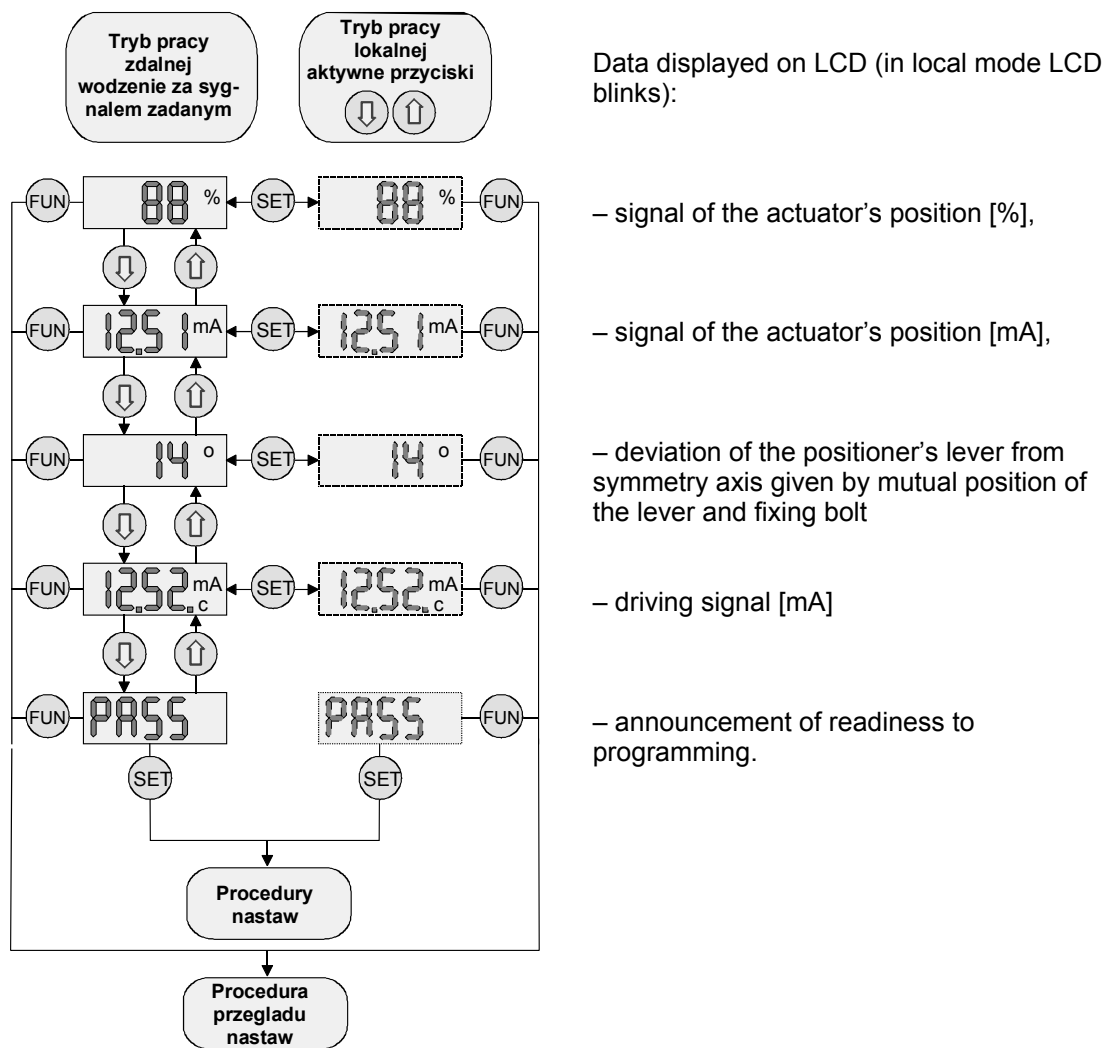 Tryb pracy
zdalnej
wodzenie za syg-
nalem zadanym
Tryb pracy
lokalnej
aktywne przyciski
Data displayed on LCD (in local mode LCD
blinks):
FUN 88 % SET 88 % FUN
– signal of the actuator’s position [%],
FUN 12.51 mA SET 12.51 mA FUN
– signal of the actuator’s position [mA],
FUN 14 o SET 14 o FUN
– deviation of the positioner’s lever from
symmetry axis given by mutual position of
the lever and fixing bolt
FUN 12.52. mA c SET 12.52. mA c FUN
– driving signal [mA]
FUN PASS PASS FUN
– announcement of readiness to
programming.
SET SET
Procedury
nastaw
Procedura
przegladu
nastaw